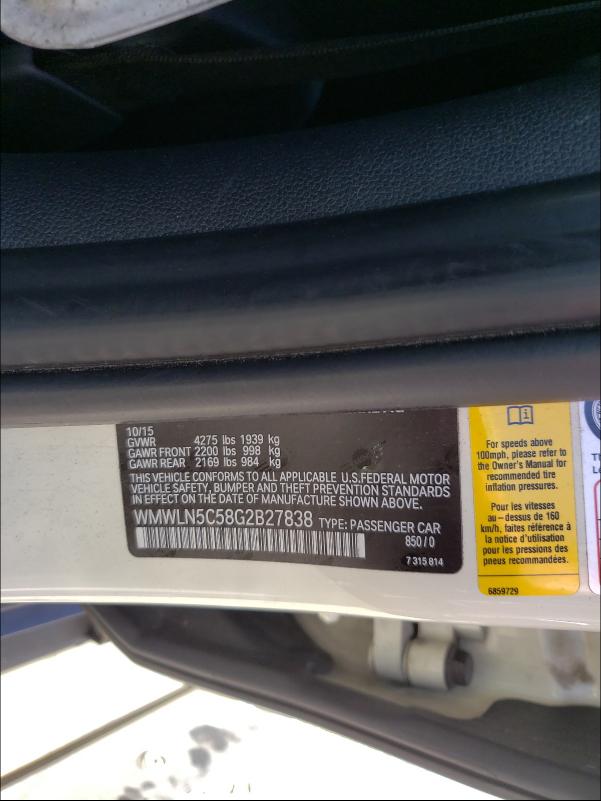 10/15
GVWR 4275 lbs 1939 kg
GAWR FRONT 2200 lbs 998 kg
GAWR REAR 2169 lbs 984 kg
THIS VEHICLE CONFORMS TO ALL APPLICABLE U.S.FEDERAL MOTOR
VEHICLE SAFETY, BUMPER AND THEFT PREVENTION STANDARDS
IN EFFECT ON THE DATE OF MANUFACTURE SHOWN ABOVE.
WMWLN5C58G2B27838 TYPE: PASSENGER CAR
850/0
7 315 814
For speeds above
100mph, please refer to
the Owner's Manual for
recommended tire
inflation pressures.
Pour les vitesses
au - dessus de 160
km/h, faites référence à
la notice d'utilisation
pour les pressions des
pneus recommandées.
6859729